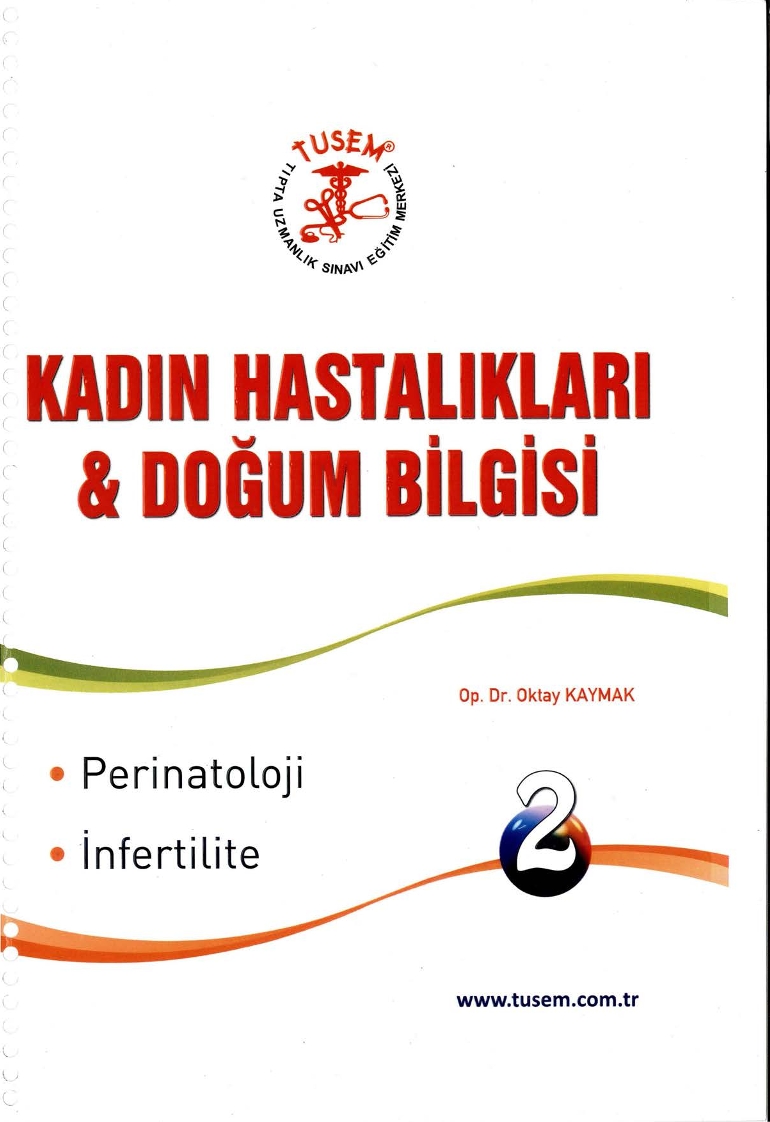 TUSEM®
TIPTA UZMANLIK SINAVI EĞİTİM MERKEZİ
KADIN HASTALIKLARI
& DOĞUM BİLGİSİ
Op. Dr. Oktay KAYMAK
• Perinatoloji
• İnfertilite
2
www.tusem.com.tr